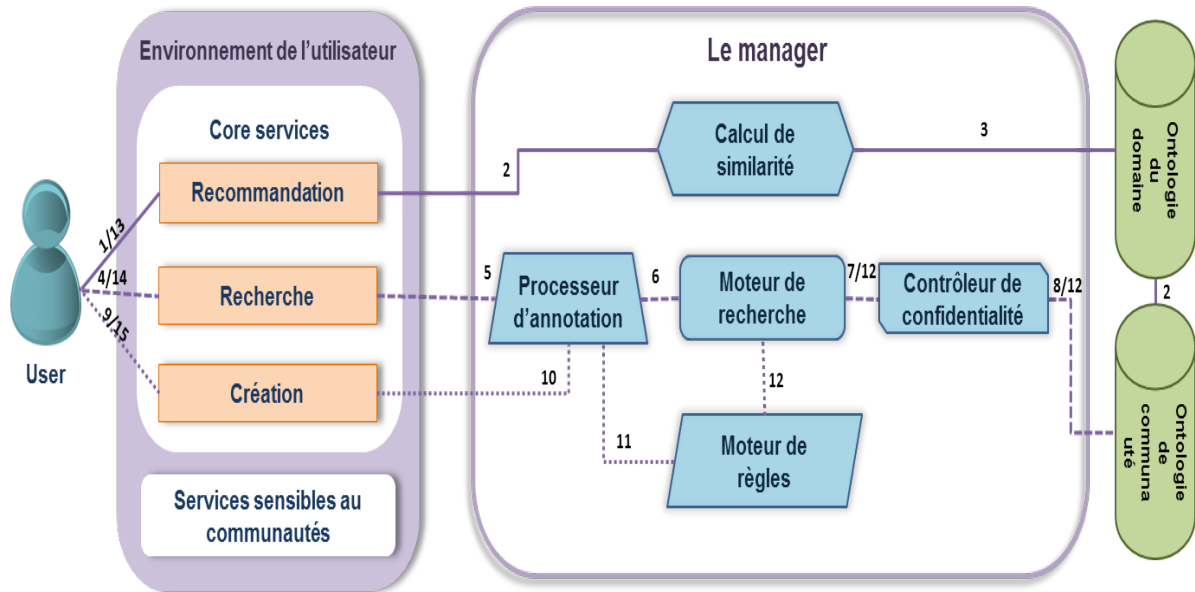 Environnement de l'utilisateur
Core services
Recommandation
Recherche
Création
Services sensibles au
communautés
User
1/13
4/14
9/15
Le manager
2
Calcul de
similarité
3
5
Processeur
d'annotation
6
Moteur de
recherche
7/12
Contrôleur de
confidentialité
8/12
10
11
12
Moteur de
règles
Ontologie
du
domaine
2
Ontologie
de
communa
uté